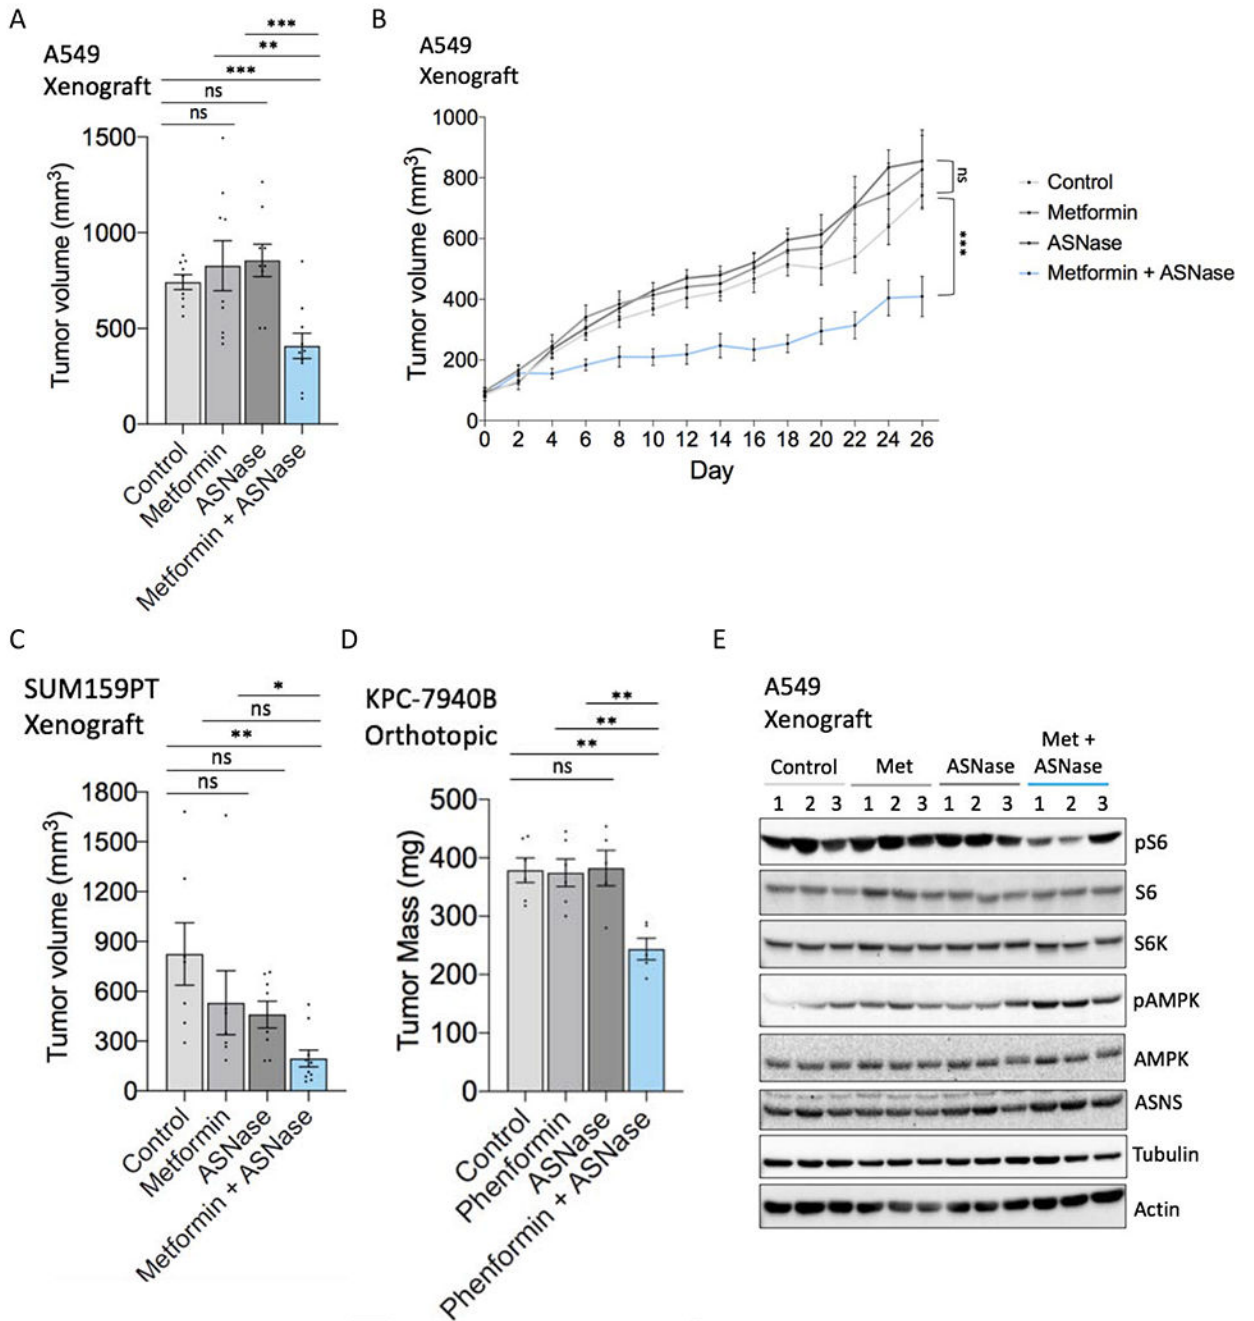 A
A549
Xenograft
***
**
***
ns
ns
Tumor volume (mm³)
1500
1000
500
0
Control
Metformin
ASNase
Metformin + ASNase
B
A549
Xenograft
Tumor volume (mm³)
1000
800
600
400
200
0
0 2 4 6 8 10 12 14 16 18 20 22 24 26
Day
ns
***
Control
Metformin
ASNase
Metformin + ASNase
C
SUM159PT
Xenograft
*
ns
**
ns
ns
Tumor volume (mm³)
1800
1500
1200
900
600
300
0
Control
Metformin
ASNase
Metformin + ASNase
D
KPC-7940B
Orthotopic
**
**
**
ns
Tumor Mass (mg)
500
400
300
200
100
0
Control
Phenformin
ASNase
Phenformin + ASNase
E
A549
Xenograft
Control Met ASNase Met + ASNase
1 2 3 1 2 3 1 2 3 1 2 3
pS6
S6
S6K
pAMPK
AMPK
ASNS
Tubulin
Actin